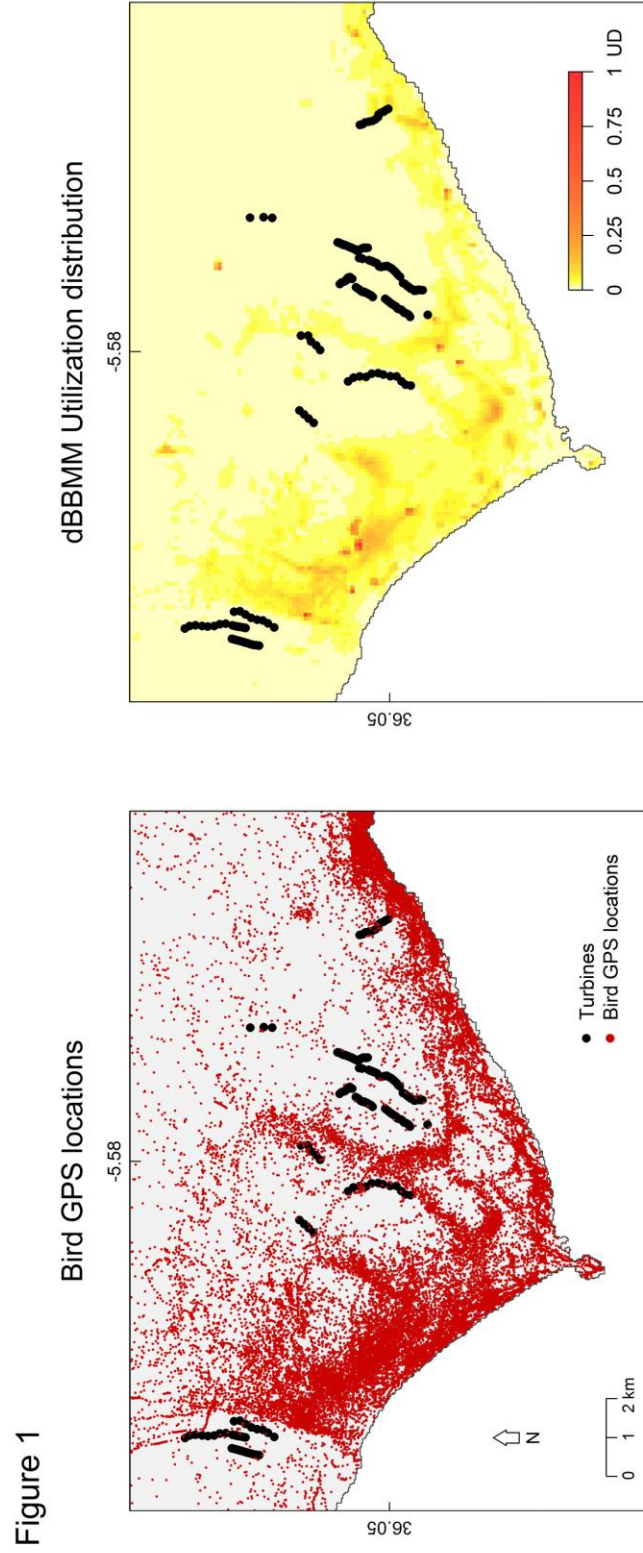 Figure 1
Bird GPS locations
-5.58
36.05
N
0 1 2 km
Turbines
Bird GPS locations
dBBMM Utilization distribution
-5.58
36.05
0 0.25 0.5 0.75 1 UD